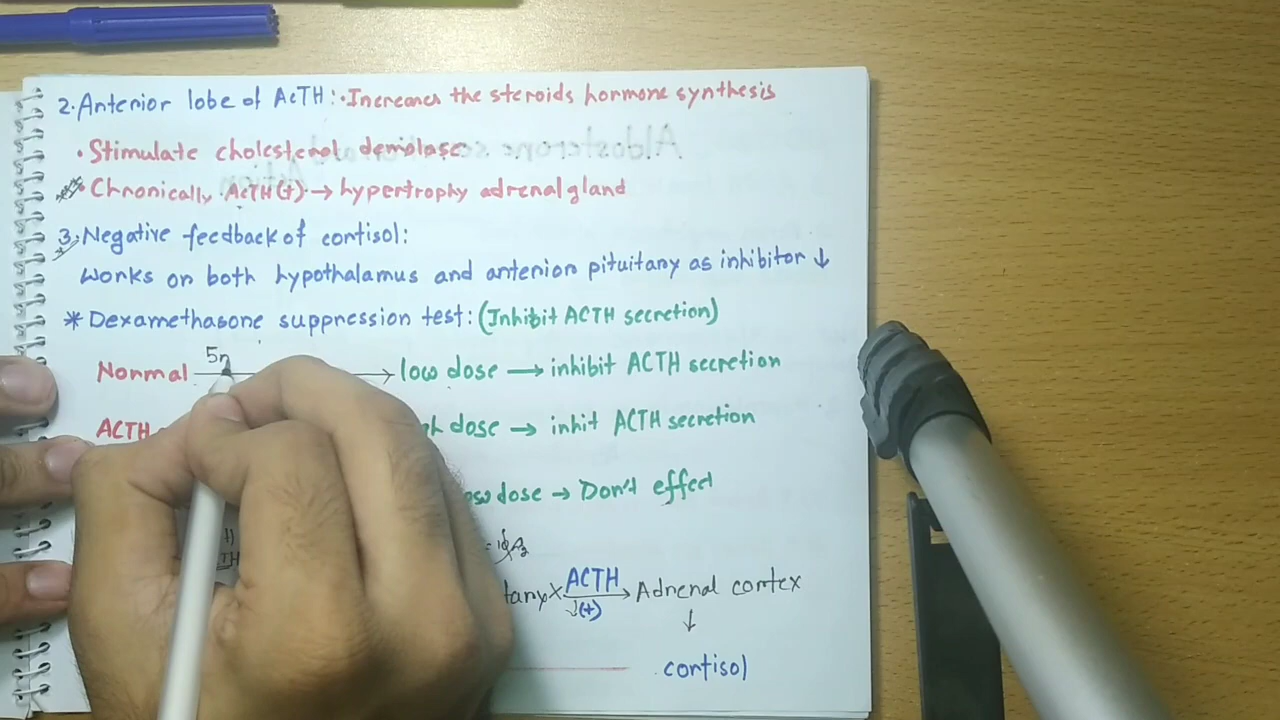 2. Anterior lobe of ACTH: • Increases the steroids hormone synthesis
• Stimulate cholesterol demolase
• Chronically ACTH (+) → hypertrophy adrenal gland
3. Negative feedback of cortisol:
Works on both hypothalamus and anterior pituitary as inhibitor ↓
* Dexamethasone suppression test: (Inhibit ACTH secretion)
5n
Normal → low dose → inhibit ACTH secretion
ACTH dose → inhit ACTH secretion
dose → Don't effect
ACTH → Adrenal cortex
(+) ↓
cortisol